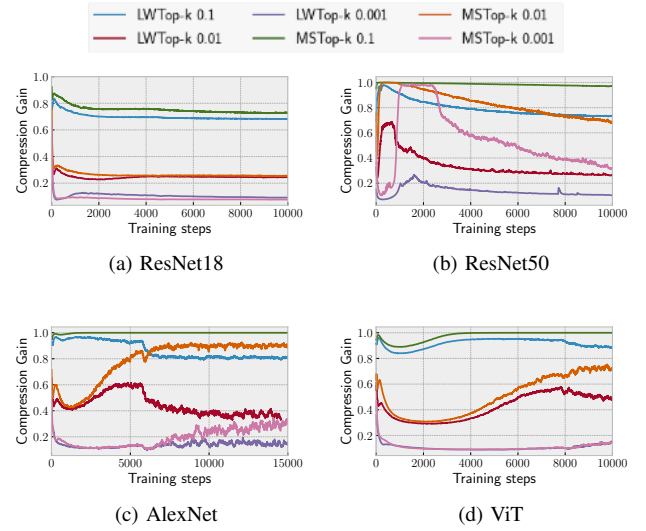 LWTop-k 0.1 LWTop-k 0.001 MSTop-k 0.01
LWTop-k 0.01 MSTop-k 0.1 MSTop-k 0.001
Compression Gain
1.0
0.8
0.6
0.4
0.2
0 2000 4000 6000 8000 10000
Training steps
(a) ResNet18
Compression Gain
1.0
0.8
0.6
0.4
0.2
0 2000 4000 6000 8000 10000
Training steps
(b) ResNet50
Compression Gain
1.0
0.8
0.6
0.4
0.2
0 5000 10000 15000
Training steps
(c) AlexNet
Compression Gain
1.0
0.8
0.6
0.4
0.2
0 2000 4000 6000 8000 10000
Training steps
(d) ViT